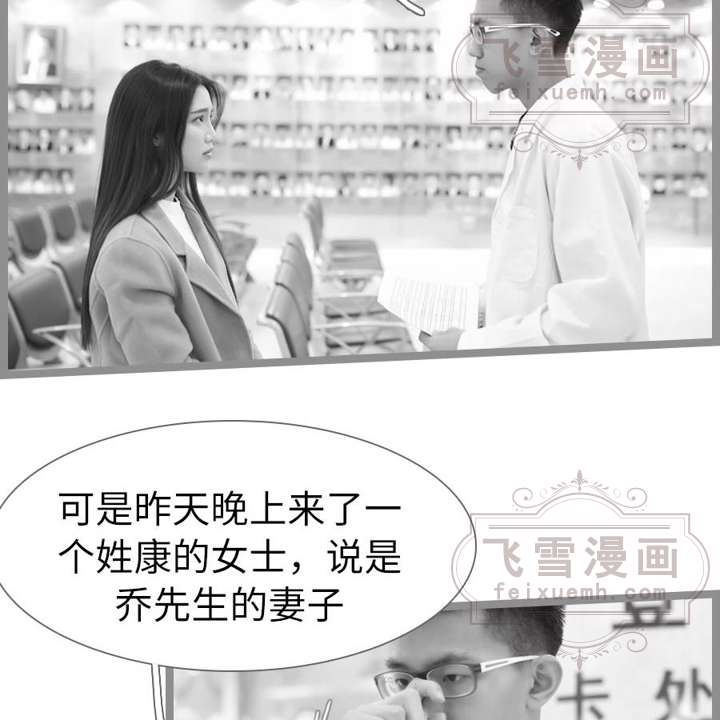 飞雪漫画
feixuemh.com
可是昨天晚上来了一
个姓康的女士，说是
乔先生的妻子
飞雪漫画
feixuemh.com
卡处